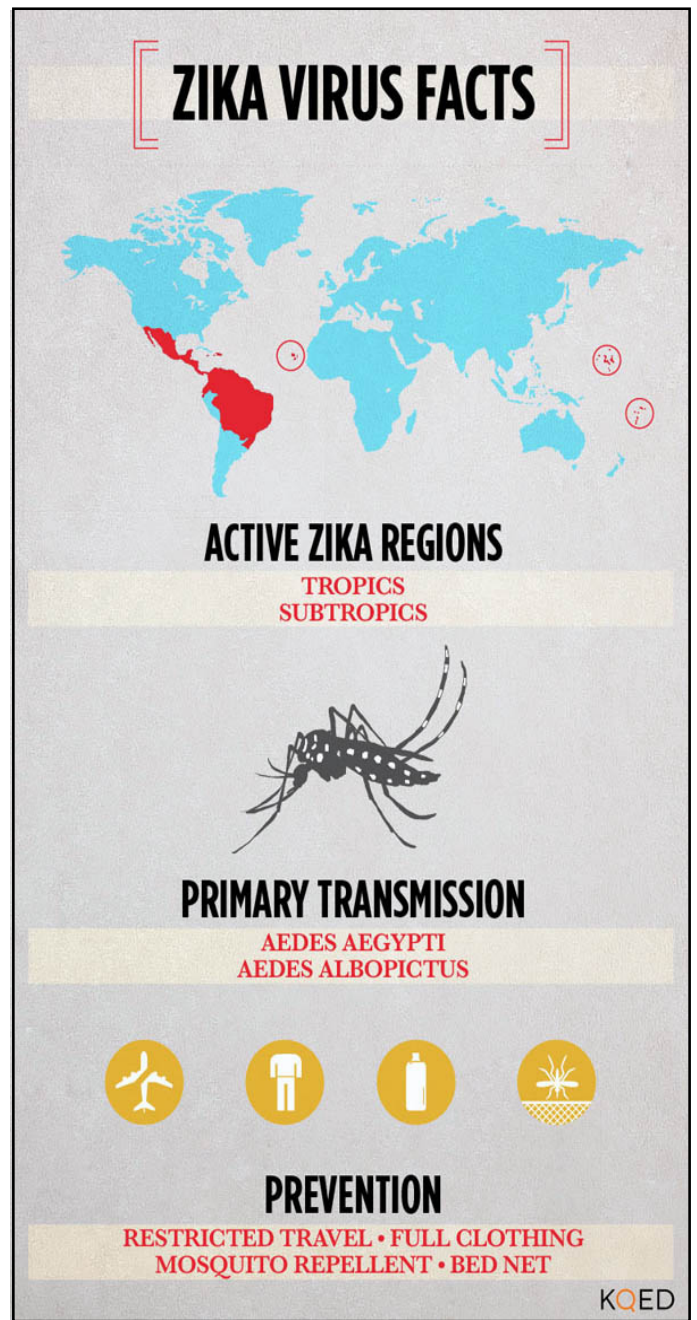 ZIKA VIRUS FACTS
ACTIVE ZIKA REGIONS
TROPICS
SUBTROPICS
PRIMARY TRANSMISSION
AEDES AEGYPTI
AEDES ALBOPICTUS
PREVENTION
RESTRICTED TRAVEL • FULL CLOTHING
MOSQUITO REPELLENT • BED NET
KQED